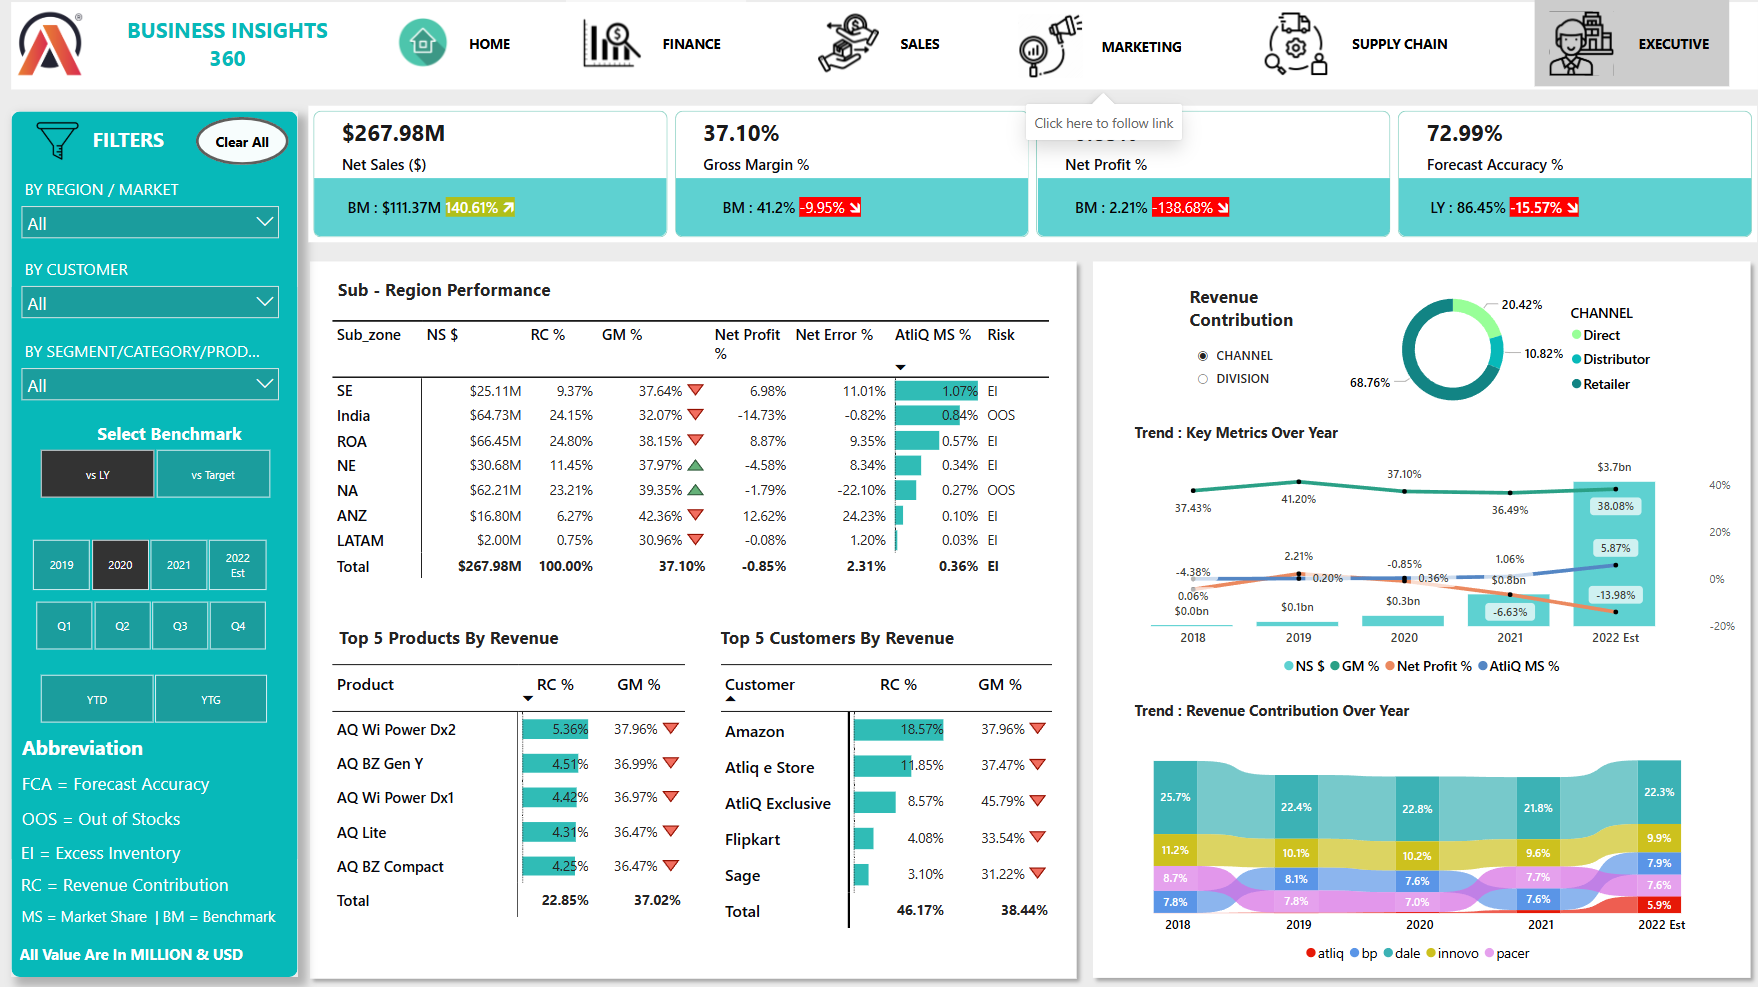 BUSINESS INSIGHTS
360
HOME
FINANCE
SALES
MARKETING
SUPPLY CHAIN
EXECUTIVE
Click here to follow link
FILTERS
Clear All
BY REGION / MARKET
All
BY CUSTOMER
All
BY SEGMENT/CATEGORY/PROD...
All
Select Benchmark
vs LY
vs Target
2019
2020
2021
2022
Est
Q1
Q2
Q3
Q4
YTD
YTG
Abbreviation
FCA = Forecast Accuracy
OOS = Out of Stocks
EI = Excess Inventory
RC = Revenue Contribution
MS = Market Share | BM = Benchmark
All Value Are In MILLION & USD
$267.98M
Net Sales ($)
BM : $111.37M 140.61%
37.10%
Gross Margin %
BM : 41.2% -9.95%
Net Profit %
BM : 2.21% -138.68%
72.99%
Forecast Accuracy %
LY : 86.45% -15.57%
Sub - Region Performance
Sub_zone NS $ RC % GM % Net Profit % Net Error % AtliQ MS % Risk
SE $25.11M 9.37% 37.64% 6.98% 11.01% 1.07% EI
India $64.73M 24.15% 32.07% -14.73% -0.82% 0.84% OOS
ROA $66.45M 24.80% 38.15% 8.87% 9.35% 0.57% EI
NE $30.68M 11.45% 37.97% -4.58% 8.34% 0.34% EI
NA $62.21M 23.21% 39.35% -1.79% -22.10% 0.27% OOS
ANZ $16.80M 6.27% 42.36% 12.62% 24.23% 0.10% EI
LATAM $2.00M 0.75% 30.96% -0.08% 1.20% 0.03% EI
Total $267.98M 100.00% 37.10% -0.85% 2.31% 0.36% EI
Top 5 Products By Revenue
Product RC % GM %
AQ Wi Power Dx2 5.36% 37.96%
AQ BZ Gen Y 4.51% 36.99%
AQ Wi Power Dx1 4.42% 36.97%
AQ Lite 4.31% 36.47%
AQ BZ Compact 4.25% 36.47%
Total 22.85% 37.02%
Top 5 Customers By Revenue
Customer RC % GM %
Amazon 18.57% 37.96%
Atliq e Store 11.85% 37.47%
AtliQ Exclusive 8.57% 45.79%
Flipkart 4.08% 33.54%
Sage 3.10% 31.22%
Total 46.17% 38.44%
Revenue
Contribution
CHANNEL
DIVISION
20.42%
10.82%
68.76%
CHANNEL
Direct
Distributor
Retailer
Trend : Key Metrics Over Year
37.43%
41.20%
37.10%
36.49%
$3.7bn
38.08%
40%
20%
0%
-20%
-4.38%
2.21%
-0.85%
1.06%
5.87%
0.06%
0.20%
0.36%
$0.0bn
$0.1bn
$0.3bn
$0.8bn
-6.63%
-13.98%
2018 2019 2020 2021 2022 Est
NS $ GM % Net Profit % AtliQ MS %
Trend : Revenue Contribution Over Year
25.7% 22.4% 22.8% 21.8% 22.3%
11.2% 10.1% 10.2% 9.6% 9.9%
8.7% 8.1% 7.6% 7.7% 7.9%
7.8% 7.8% 7.0% 7.6% 7.6%
5.9%
2018 2019 2020 2021 2022 Est
atliq bp dale innovo pacer